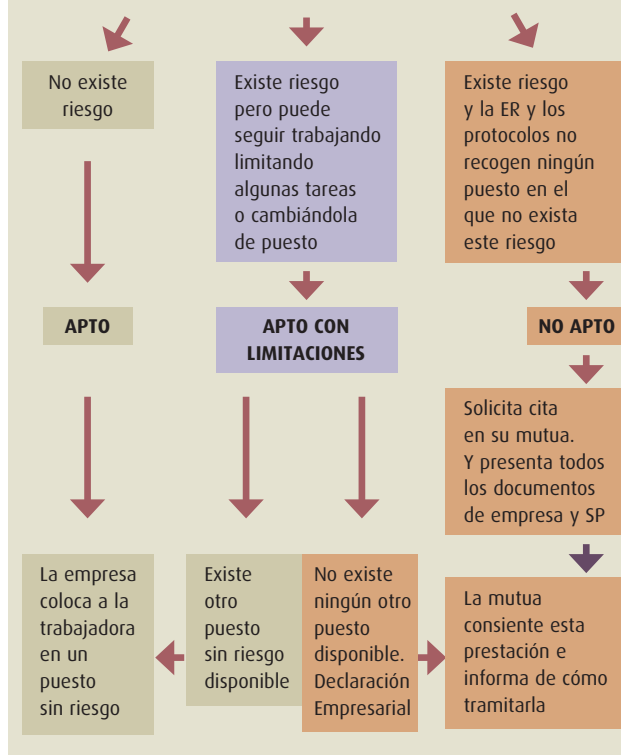 No existe
riesgo
Existe riesgo
pero puede
seguir trabajando
limitando
algunas tareas
o cambiándola
de puesto
Existe riesgo
y la ER y los
protocolos no
recogen ningún
puesto en el
que no exista
este riesgo
APTO
APTO CON
LIMITACIONES
NO APTO
Solicita cita
en su mutua.
Y presenta todos
los documentos
de empresa y SP
La empresa
coloca a la
trabajadora
en un
puesto
sin riesgo
Existe
otro
puesto
sin riesgo
disponible
No existe
ningún otro
puesto
disponible.
Declaración
Empresarial
La mutua
consiente esta
prestación e
informa de cómo
tramitarla